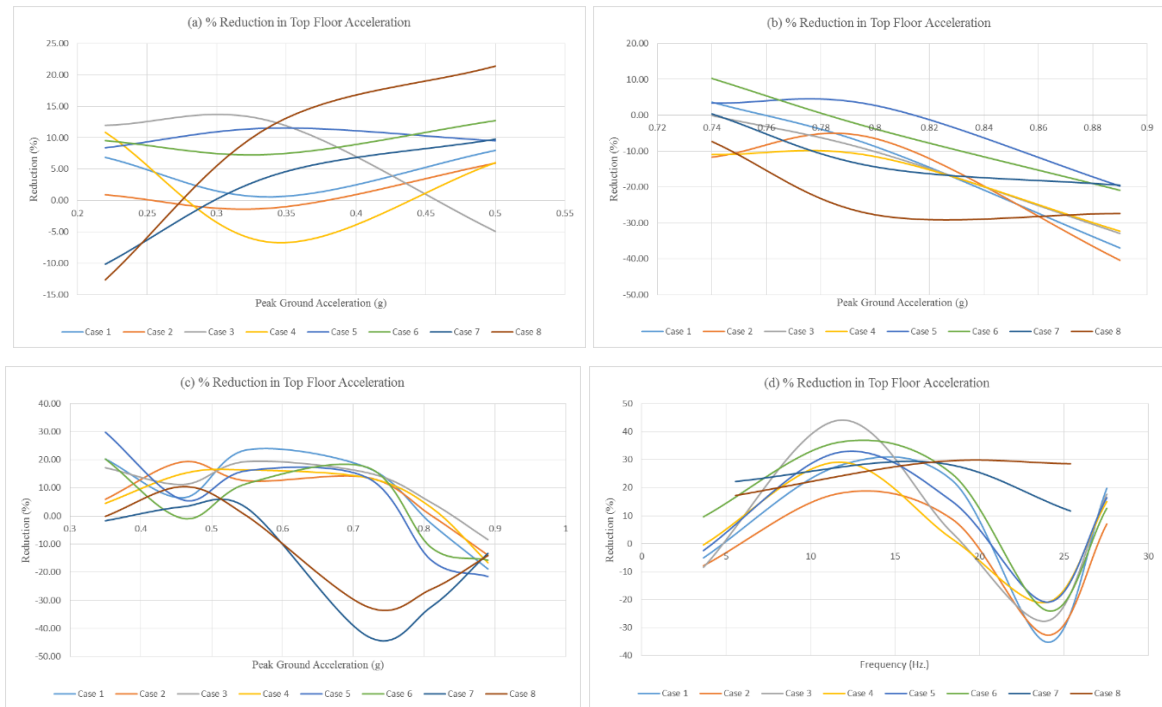 (a) % Reduction in Top Floor Acceleration
25.00
20.00
15.00
10.00
5.00
0.00
-5.00
-10.00
-15.00
Reduction (%)
0.2 0.25 0.3 0.35 0.4 0.45 0.5 0.55
Peak Ground Acceleration (g)
Case 1 Case 2 Case 3 Case 4 Case 5 Case 6 Case 7 Case 8
(b) % Reduction in Top Floor Acceleration
20.00
10.00
0.00
-10.00
-20.00
-30.00
-40.00
-50.00
Reduction (%)
0.72 0.74 0.76 0.78 0.8 0.82 0.84 0.86 0.88 0.9
Peak Ground Acceleration (g)
Case 1 Case 2 Case 3 Case 4 Case 5 Case 6 Case 7 Case 8
(c) % Reduction in Top Floor Acceleration
40.00
30.00
20.00
10.00
0.00
-10.00
-20.00
-30.00
-40.00
-50.00
Reduction (%)
0.3 0.4 0.5 0.6 0.7 0.8 0.9 1
Peak Ground Acceleration (g)
Case 1 Case 2 Case 3 Case 4 Case 5 Case 6 Case 7 Case 8
(d) % Reduction in Top Floor Acceleration
50
40
30
20
10
0
-10
-20
-30
-40
Reduction (%)
0 5 10 15 20 25 30
Frequency (Hz.)
Case 1 Case 2 Case 3 Case 4 Case 5 Case 6 Case 7 Case 8